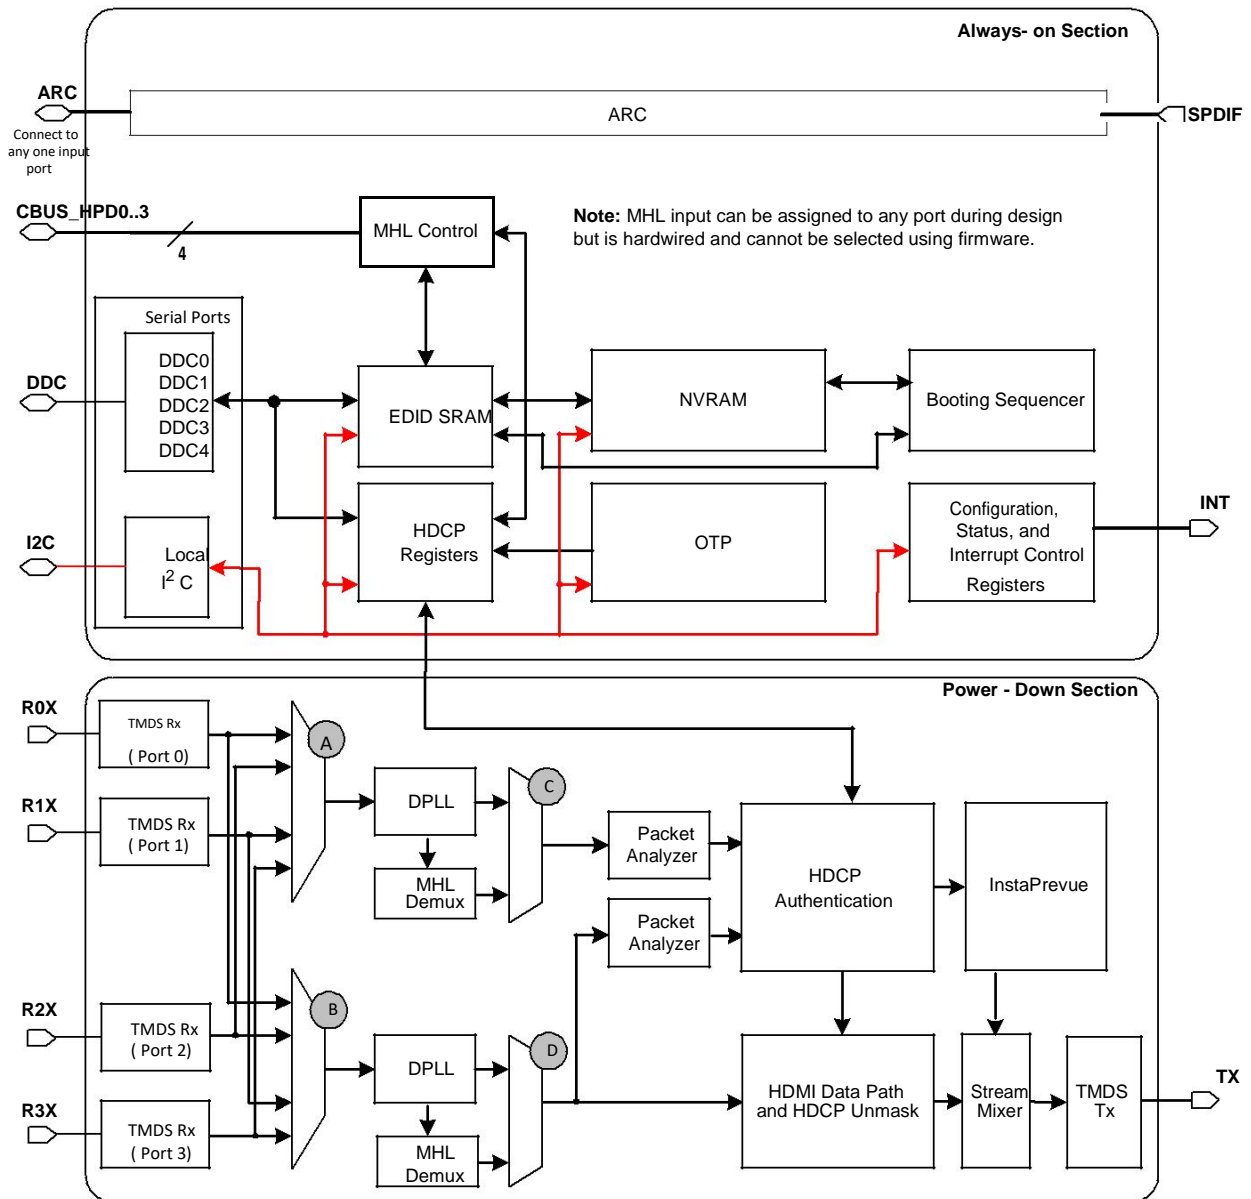 Always- on Section
ARC
ARC
SPDIF
Connect to
any one input
port
CBUS_HPD0..3
4
MHL Control
Note: MHL input can be assigned to any port during design
but is hardwired and cannot be selected using firmware.
Serial Ports
DDC
DDC0
DDC1
DDC2
DDC3
DDC4
EDID SRAM
NVRAM
Booting Sequencer
I2C
Local
I2 C
HDCP
Registers
OTP
Configuration,
Status, and
Interrupt Control
Registers
INT
Power - Down Section
R0X
TMDS Rx
( Port 0)
A
R1X
TMDS Rx
( Port 1)
DPLL
MHL
Demux
C
Packet
Analyzer
Packet
Analyzer
HDCP
Authentication
InstaPrevue
R2X
TMDS Rx
( Port 2)
B
R3X
TMDS Rx
( Port 3)
DPLL
MHL
Demux
D
HDMI Data Path
and HDCP Unmask
Stream
Mixer
TMDS
Tx
TX